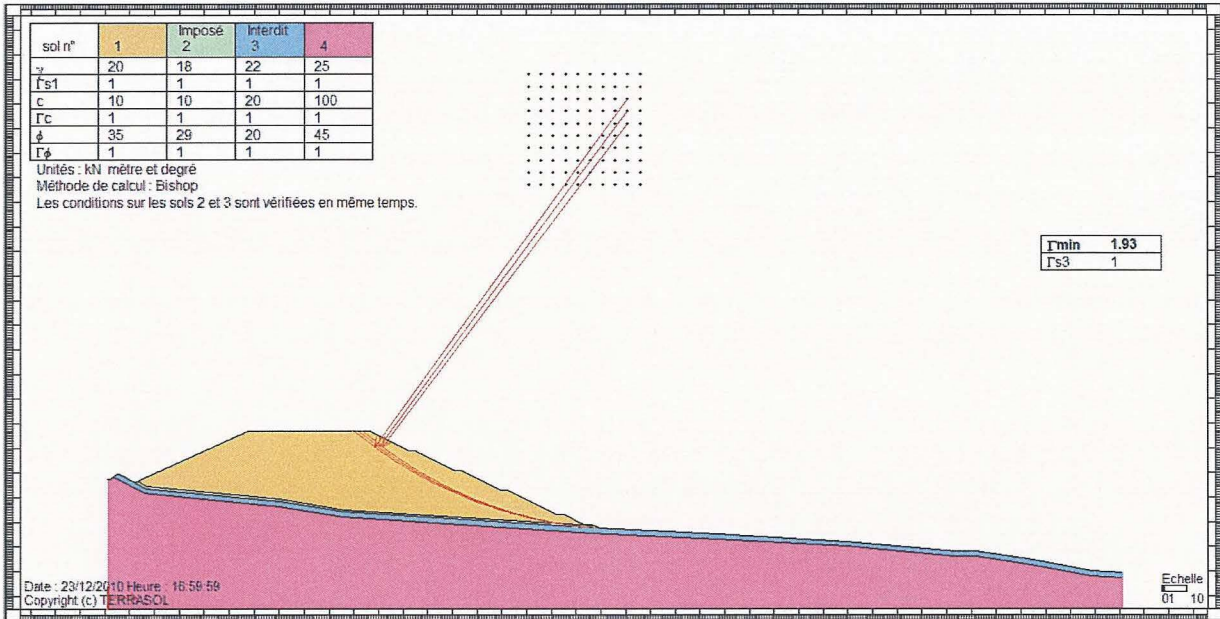 Imposé Interdit
sol n° 1 2 3 4
γ 20 18 22 25
Γs1 1 1 1 1
c 10 10 20 100
Γc 1 1 1 1
ϕ 35 29 20 45
Γϕ 1 1 1 1
Unités : kN mètre et degré
Méthode de calcul : Bishop
Les conditions sur les sols 2 et 3 sont vérifiées en même temps.
Γmin 1.93
Γs3 1
Date : 23/12/2010 Heure : 16:59:59
Copyright (c) TERRASOL
Echelle
01 10